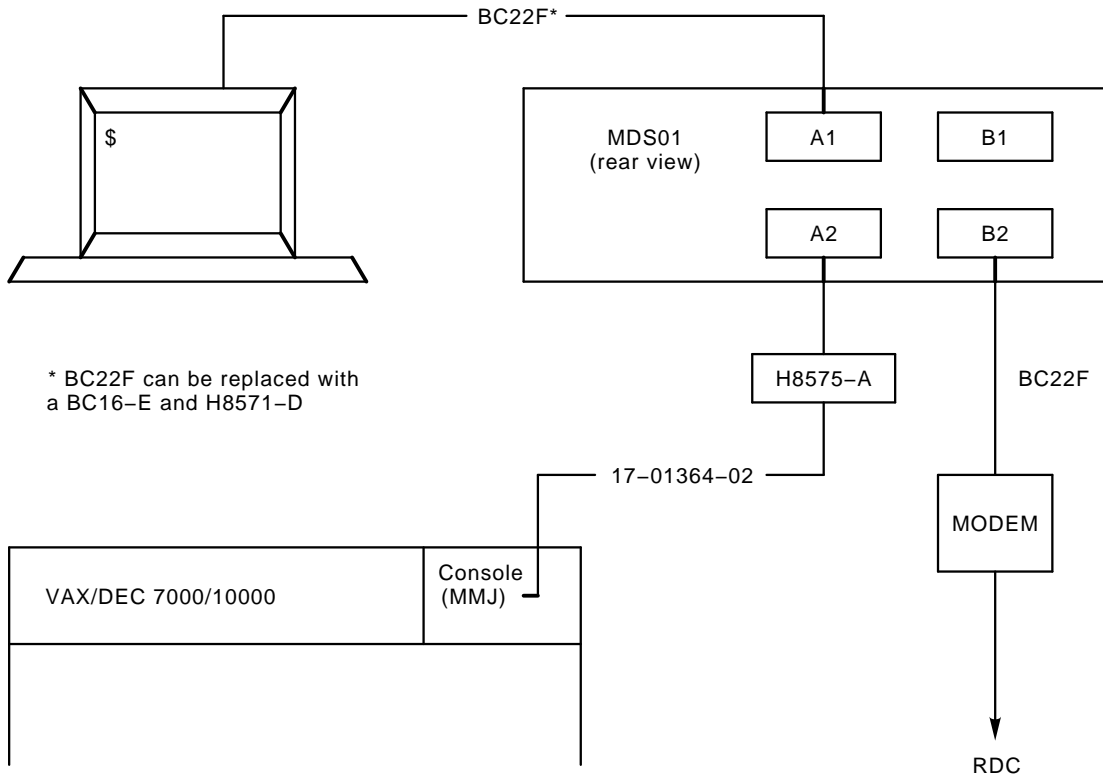 BC22F*
$
MDS01
(rear view)
A1
B1
A2
B2
* BC22F can be replaced with
a BC16−E and H8571−D
H8575−A
BC22F
17−01364−02
MODEM
VAX/DEC 7000/10000
Console
(MMJ)
RDC